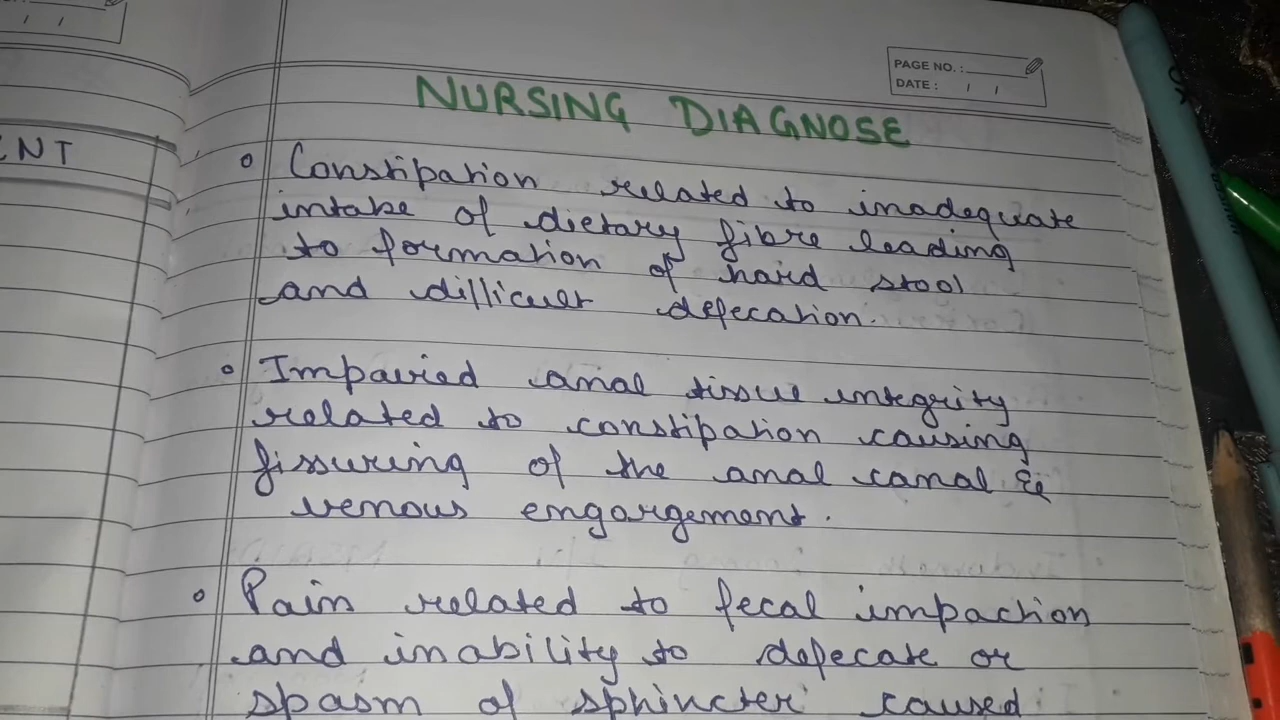 ENT
PAGE NO. :
DATE : / /
NURSING DIAGNOSE
Constipation related to inadequate
intake of dietary fibre leading
to formation of hard stool
and difficult defecation.
Impavied anal tissue integrity
related to constipation causing
fissuring of the anal canal &
venous engorgement.
Pain related to fecal impaction
and inability to defecate or
spasm of sphincter caused